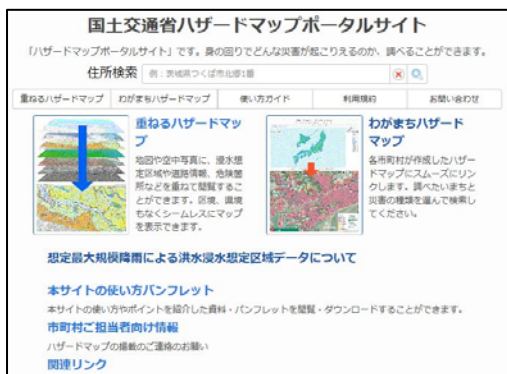 国土交通省ハザードマップポータルサイト
「ハザードマップポータルサイト」です。身の回りでどんな災害が起こりえるのか、調べることができます。
住所検索 例：茨城県つくば市北郷1番
重ねるハザードマップ わがまちハザードマップ 使い方ガイド 利用規約 お問い合わせ
重ねるハザードマッ
プ
地図や空中写真に、浸水想
定区域や道路情報、危険箇
所などを重ねて閲覧するこ
とができます。区境、県境
もなくシームレスにマップ
を表示できます。
わがまちハザード
マップ
各市町村が作成したハザー
ドマップにスムーズにリン
クします。調べたいまちと
災害の種類を選んで検索し
てください。
想定最大規模降雨による洪水浸水想定区域データについて
本サイトの使い方パンフレット
本サイトの使い方やポイントを紹介した資料・パンフレットを閲覧・ダウンロードすることができます。
市町村ご担当者向け情報
ハザードマップの掲載のご連絡のお願い
関連リンク